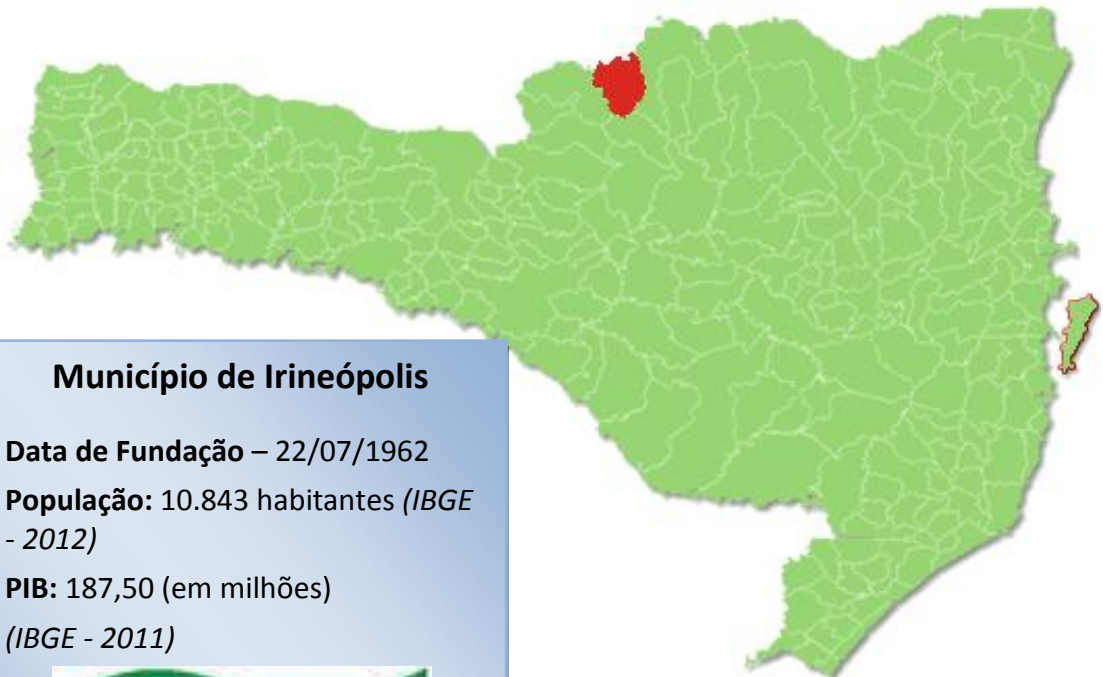 Município de Irineópolis
Data de Fundação – 22/07/1962
População: 10.843 habitantes (IBGE
- 2012)
PIB: 187,50 (em milhões)
(IBGE - 2011)